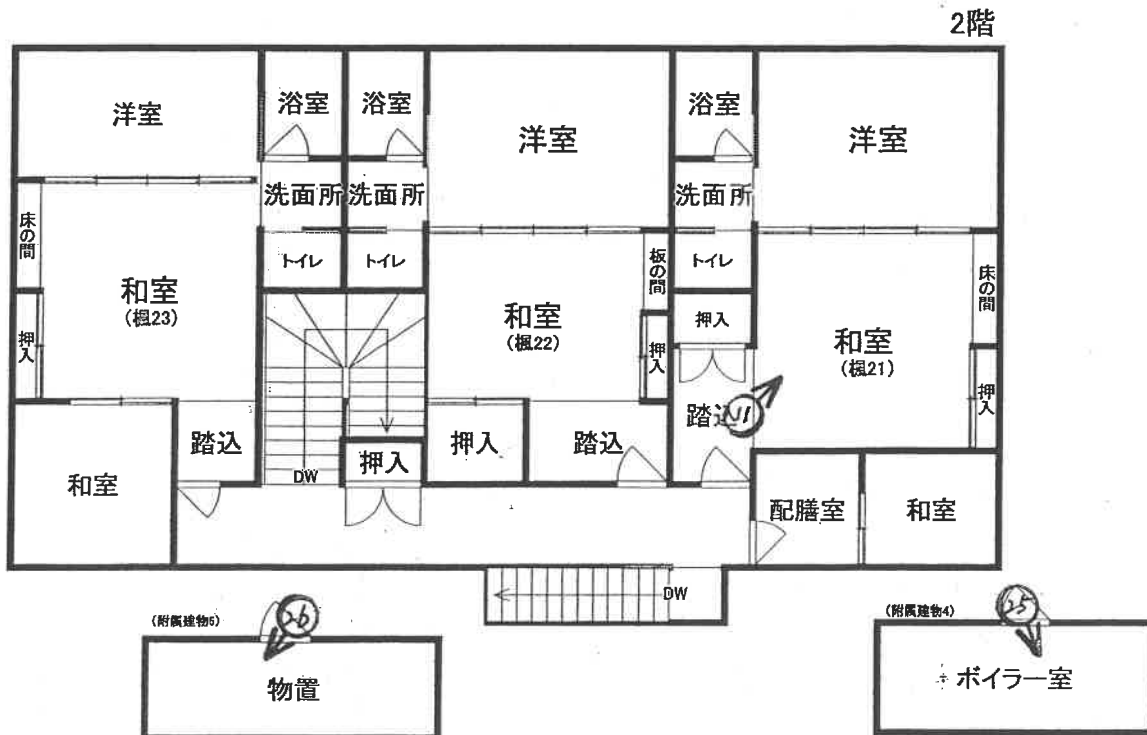 2階
洋室
浴室
浴室
洋室
浴室
洋室
洗面所
洗面所
洗面所
トイレ
トイレ
トイレ
床の間
和室
(楓23)
押入
和室
(楓22)
板の間
押入
押入
和室
(楓21)
床の間
押入
踏込
和室
踏込
DW
押入
押入
踏込
配膳室
和室
DW
(附属建物5)
26
物置
(附属建物4)
25
ボイラー室